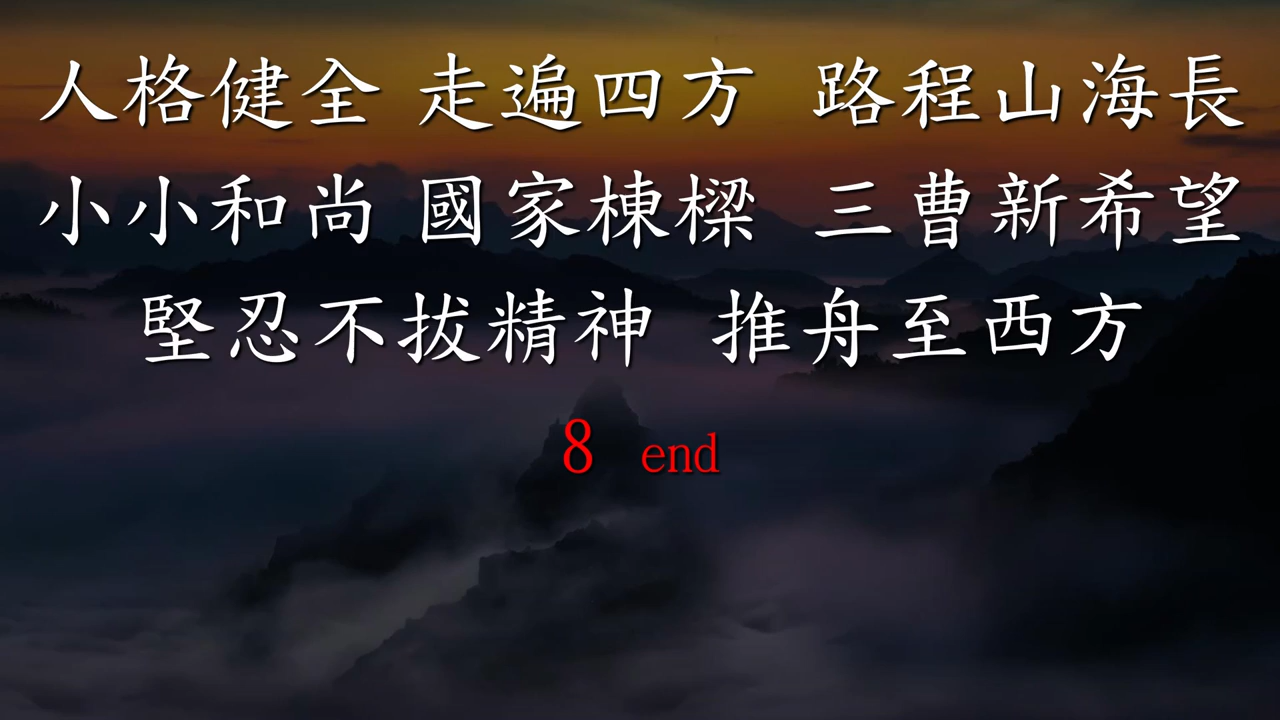 人格健全 走遍四方 路程山海長
小小和尚 國家棟樑 三曹新希望
堅忍不拔精神 推舟至西方
8 end